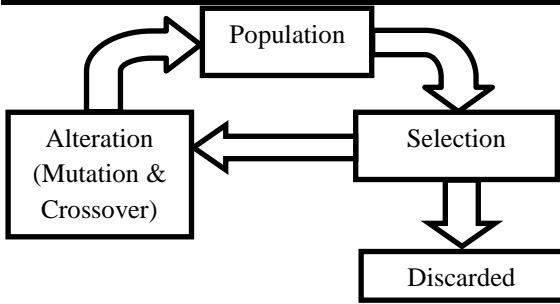 Population
Selection
Alteration
(Mutation &
Crossover)
Discarded